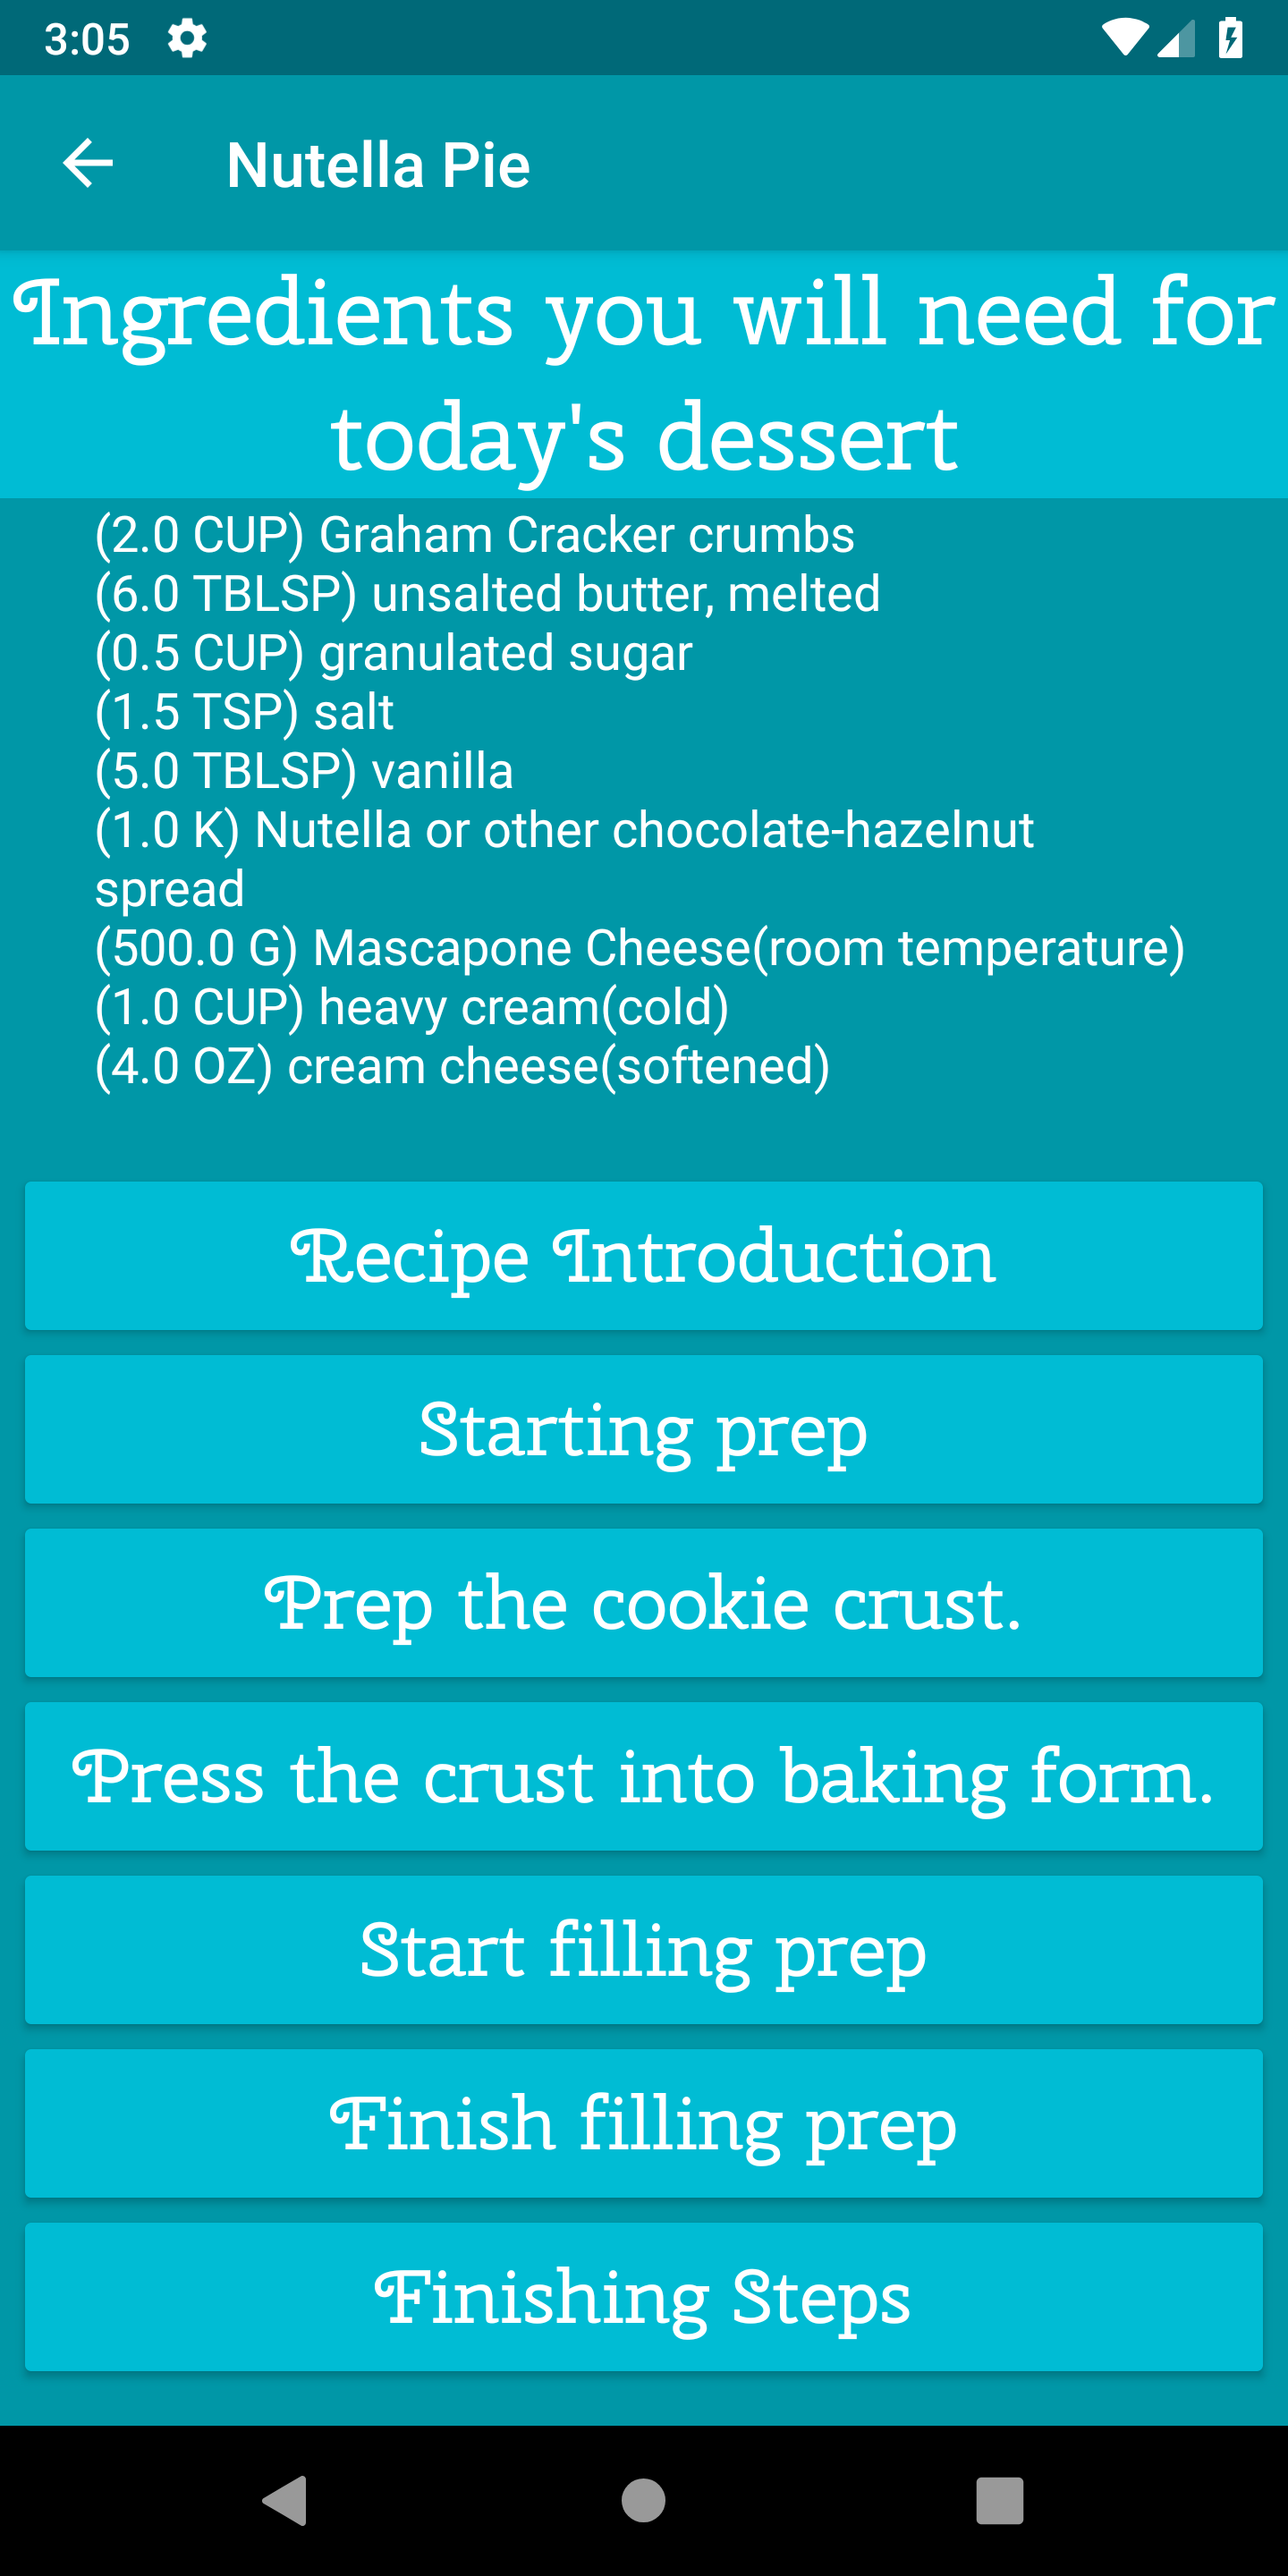 3:05
Nutella Pie
Ingredients you will need for
today's dessert
(2.0 CUP) Graham Cracker crumbs
(6.0 TBLSP) unsalted butter, melted
(0.5 CUP) granulated sugar
(1.5 TSP) salt
(5.0 TBLSP) vanilla
(1.0 K) Nutella or other chocolate-hazelnut
spread
(500.0 G) Mascapone Cheese(room temperature)
(1.0 CUP) heavy cream(cold)
(4.0 OZ) cream cheese(softened)
Recipe Introduction
Starting prep
Prep the cookie crust.
Press the crust into baking form.
Start filling prep
Finish filling prep
Finishing Steps